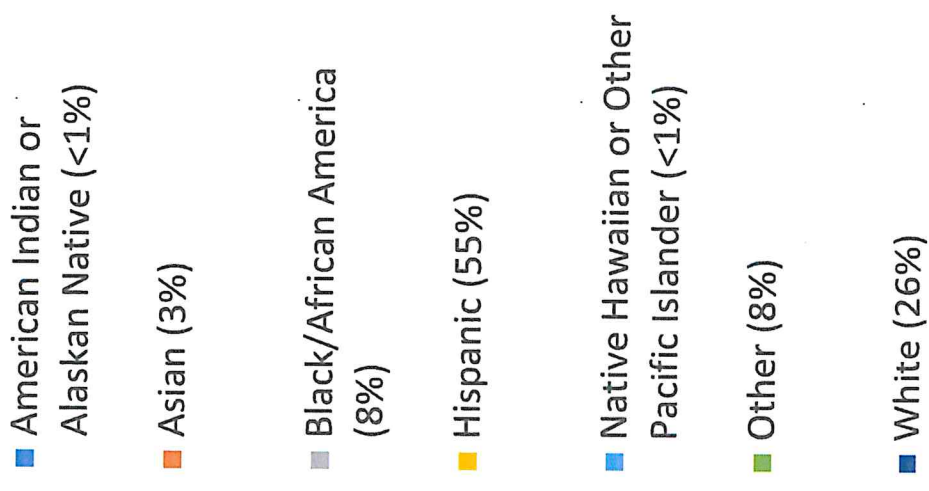 American Indian or
Alaskan Native (<1%)
Asian (3%)
Black/African America
(8%)
Hispanic (55%)
Native Hawaiian or Other
Pacific Islander (<1%)
Other (8%)
White (26%)